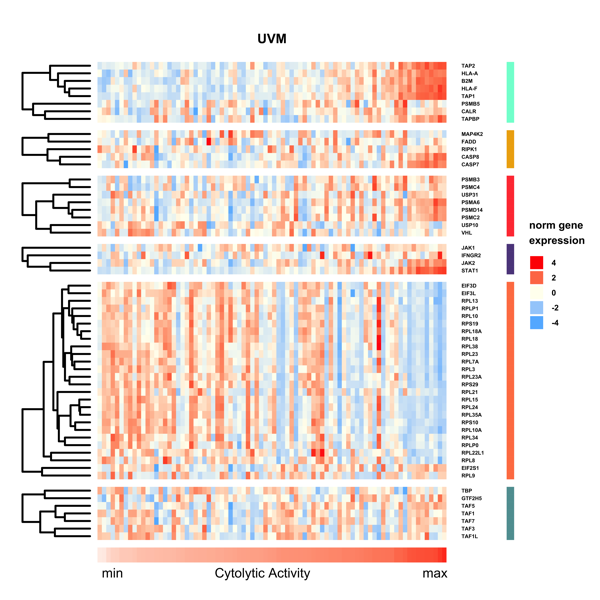 UVM
TAP2
HLA-A
B2M
HLA-F
TAP1
PSMB5
CALR
TAPBP
MAP4K2
FADD
RIPK1
CASP8
CASP7
PSMB3
PSMC4
USP31
PSMA6
PSMD14
PSMC2
USP10
VHL
JAK1
IFNGR2
JAK2
STAT1
EIF3D
EIF3L
RPL13
RPLP1
RPL10
RPS19
RPL18A
RPL18
RPL38
RPL23
RPL7A
RPL3
RPL23A
RPS29
RPL21
RPL15
RPL24
RPL35A
RPS10
RPL10A
RPL34
RPLP0
RPL22L1
RPL8
EIF2S1
RPL9
TBP
GTF2H5
TAF5
TAF1
TAF7
TAF3
TAF1L
norm gene
expression
4
2
0
-2
-4
min Cytolytic Activity max